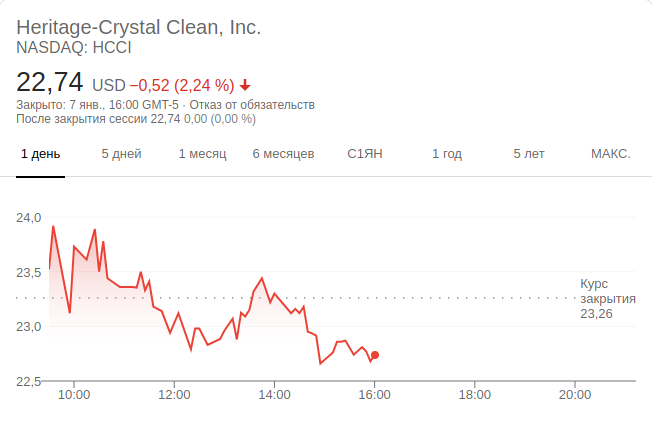 Heritage-Crystal Clean, Inc.
NASDAQ: HCCI
22,74 USD −0,52 (2,24 %)
Закрыто: 7 янв., 16:00 GMT-5 · Отказ от обязательств
После закрытия сессии 22,74 0,00 (0,00 %)
1 день 5 дней 1 месяц 6 месяцев С1ЯН 1 год 5 лет МАКС.
24,0
23,5
Курс
закрытия
23,26
23,0
22,5
10:00 12:00 14:00 16:00 18:00 20:00